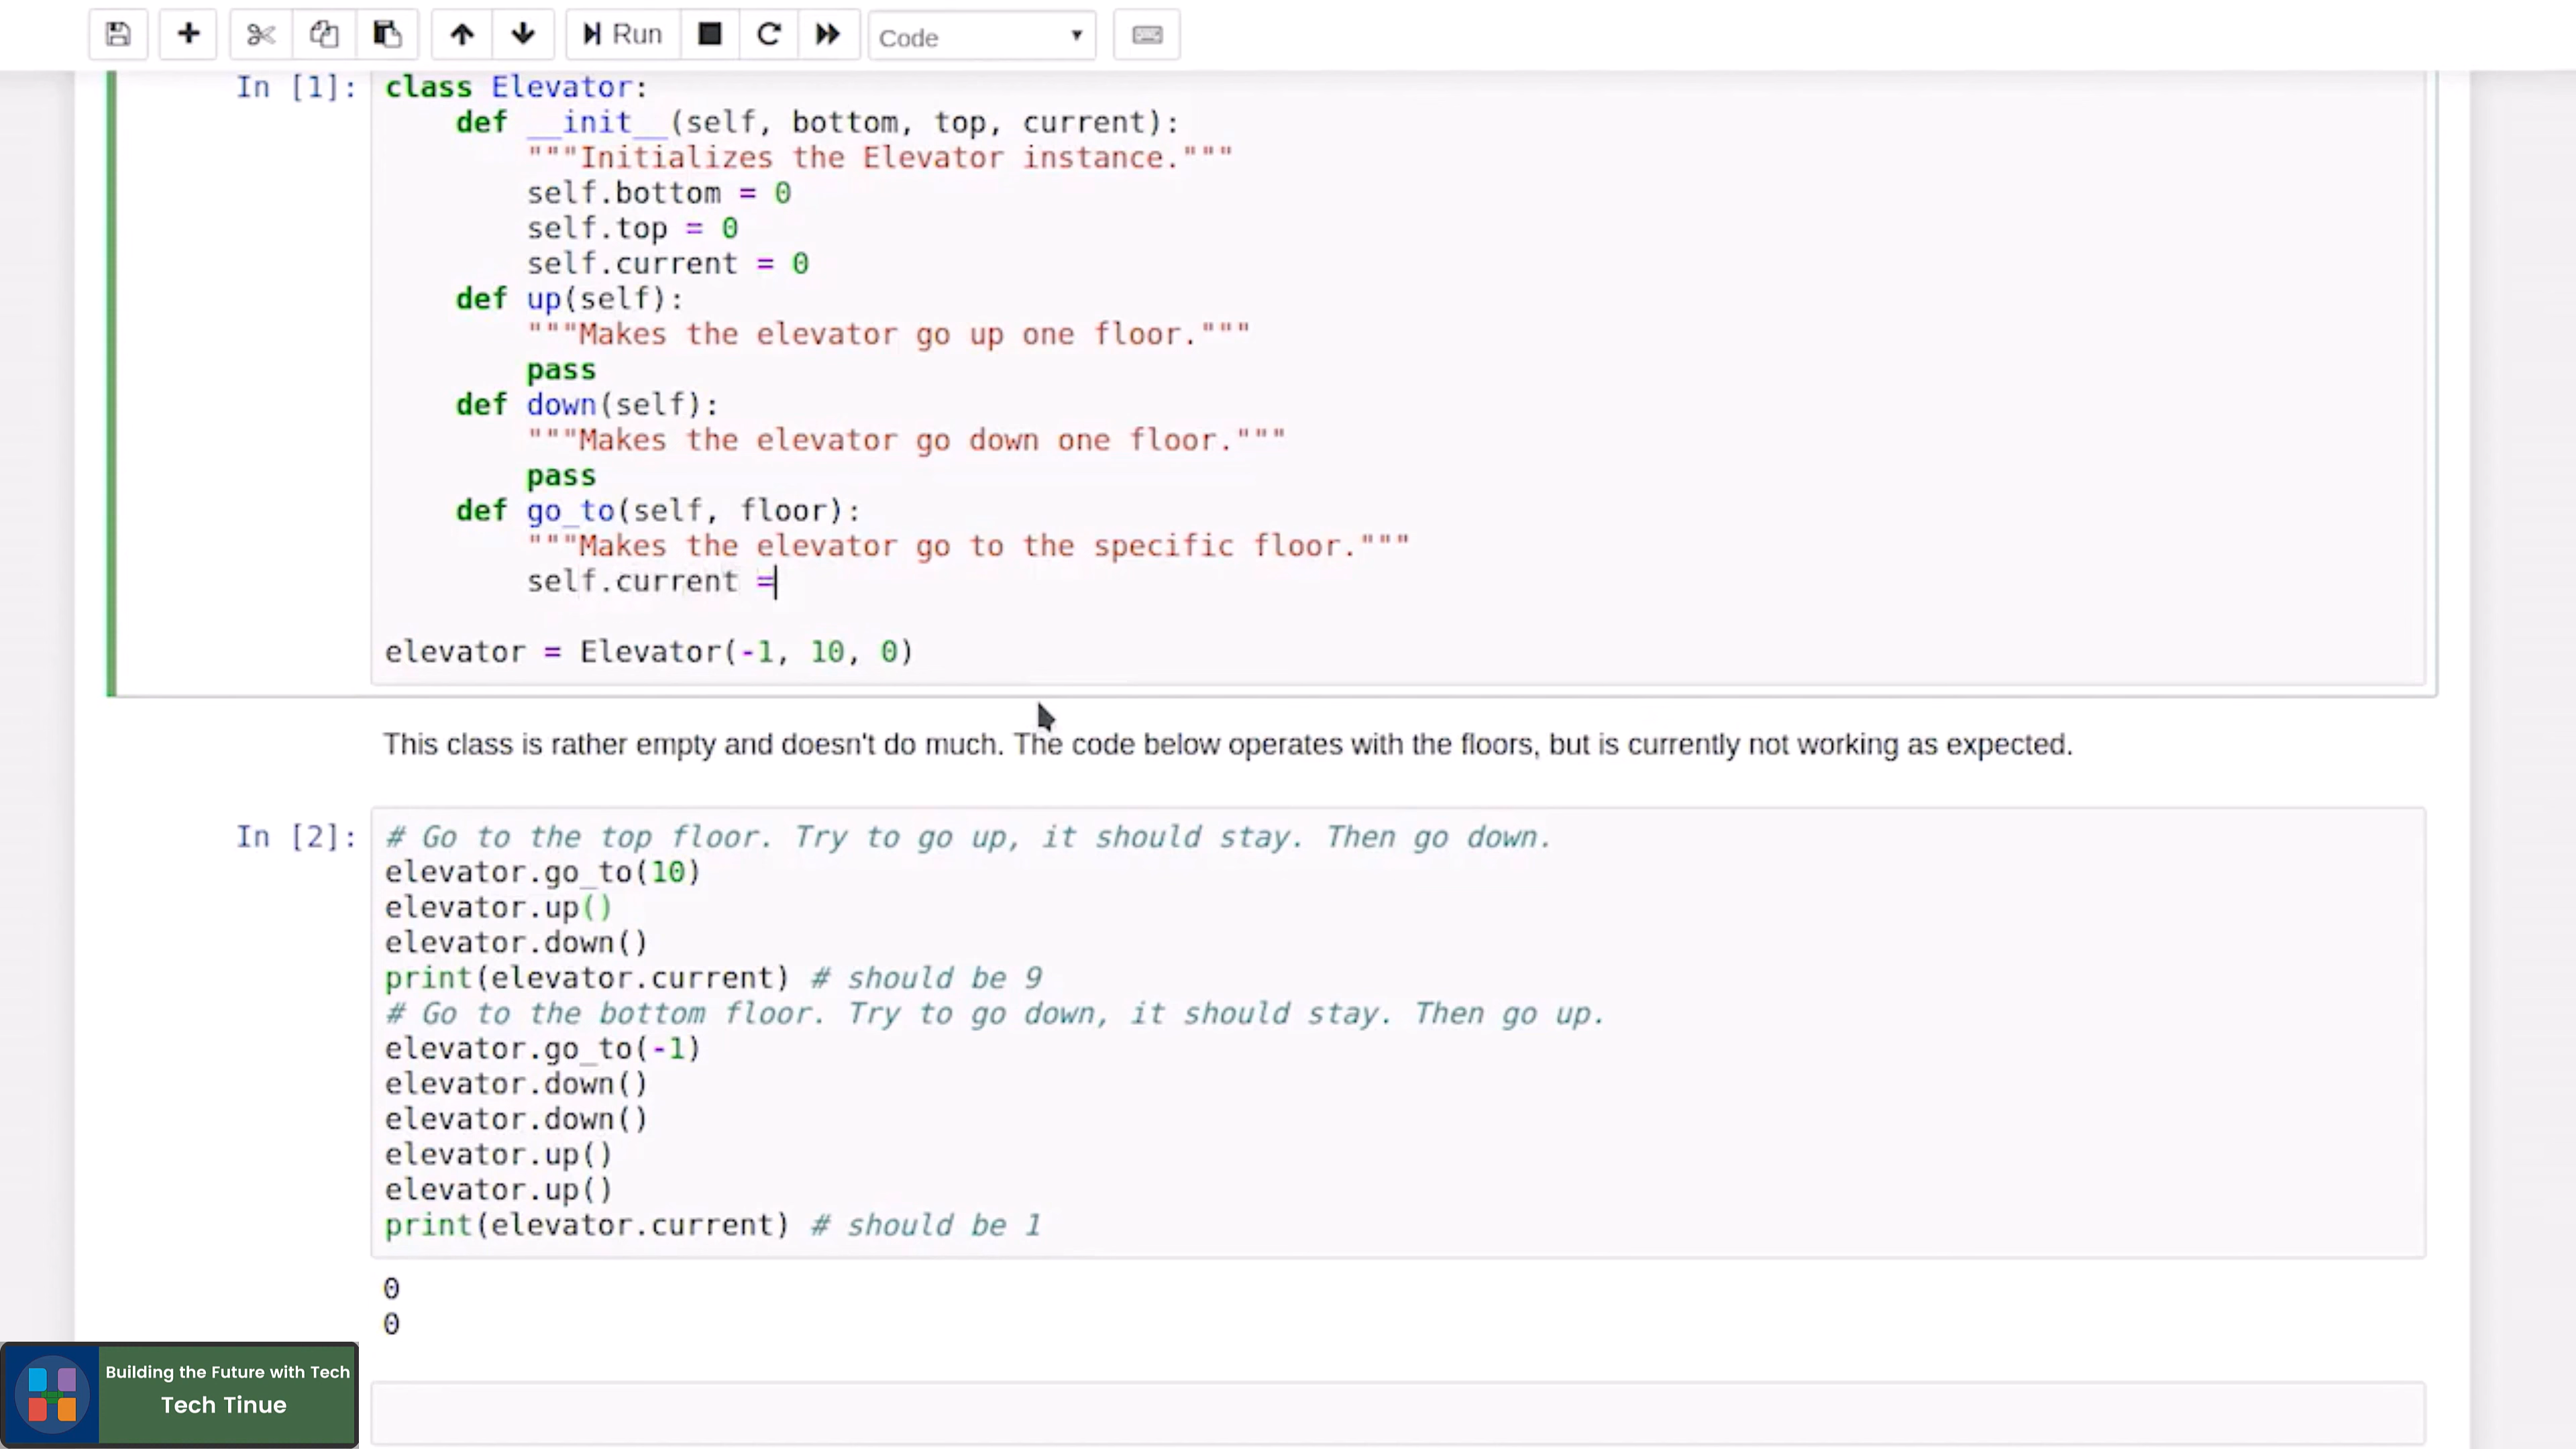 Run
Code
In [1]:
class Elevator:
    def __init__(self, bottom, top, current):
        """Initializes the Elevator instance."""
        self.bottom = 0
        self.top = 0
        self.current = 0
    def up(self):
        """Makes the elevator go up one floor."""
        pass
    def down(self):
        """Makes the elevator go down one floor."""
        pass
    def go_to(self, floor):
        """Makes the elevator go to the specific floor."""
        self.current =
elevator = Elevator(-1, 10, 0)
This class is rather empty and doesn't do much. The code below operates with the floors, but is currently not working as expected.
In [2]:
# Go to the top floor. Try to go up, it should stay. Then go down.
elevator.go_to(10)
elevator.up()
elevator.down()
print(elevator.current) # should be 9
# Go to the bottom floor. Try to go down, it should stay. Then go up.
elevator.go_to(-1)
elevator.down()
elevator.down()
elevator.up()
elevator.up()
print(elevator.current) # should be 1
0
0
Building the Future with Tech
Tech Tinue